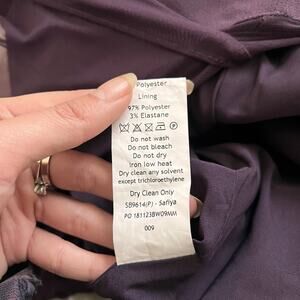 Polyester
Lining
97% Polyester
3% Elastane
Do not wash
Do not bleach
Do not dry
Iron low heat
Dry clean any solvent
except trichloroethylene
Dry Clean Only
SB9614(P) - Safiya
PO 181123BW09MM
009